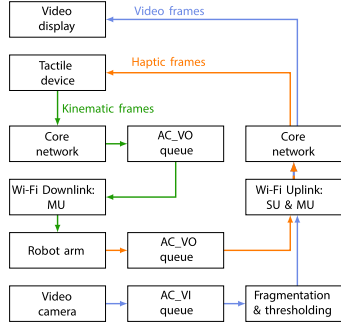 Video
display
Video frames
Tactile
device
Haptic frames
Kinematic frames
Core
network
AC_VO
queue
Core
network
Wi-Fi Downlink:
MU
Wi-Fi Uplink:
SU & MU
Robot arm
AC_VO
queue
Video
camera
AC_VI
queue
Fragmentation
& thresholding